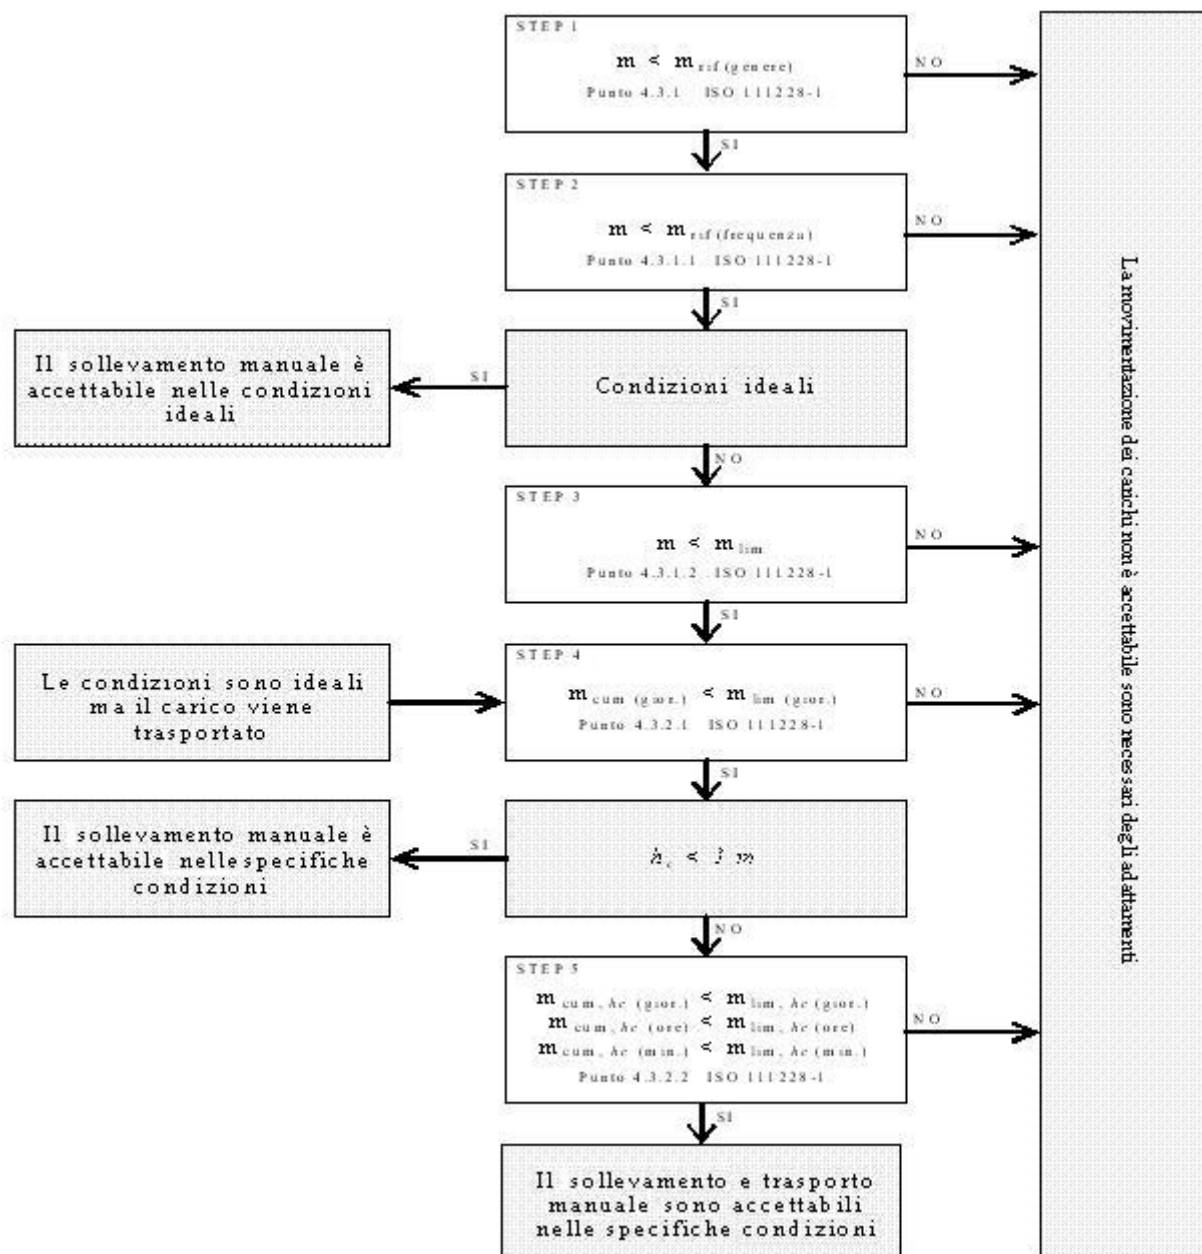 STEP 1
m < m rif (genere)
Punto 4.3.1 ISO 111228-1
NO
SI
STEP 2
m < m rif (frequenza)
Punto 4.3.1.1 ISO 111228-1
NO
SI
Il sollevamento manuale è
accettabile nelle condizioni
ideali
SI
Condizioni ideali
NO
STEP 3
m < m lim
Punto 4.3.1.2 ISO 111228-1
NO
SI
Le condizioni sono ideali
ma il carico viene
trasportato
STEP 4
m cum (gior.) < m lim (gior.)
Punto 4.3.2.1 ISO 111228-1
NO
SI
Il sollevamento manuale è
accettabile nelle specifiche
condizioni
SI
h c < 1 m
NO
STEP 5
m cum, hc (gior.) < m lim, hc (gior.)
m cum, hc (ore) < m lim, hc (ore)
m cum, hc (min.) < m lim, hc (min.)
Punto 4.3.2.2 ISO 111228-1
NO
SI
Il sollevamento e trasporto
manuale sono accettabili
nelle specifiche condizioni
La movimentazione dei carichi non è accettabile sono necessari degli adattamenti